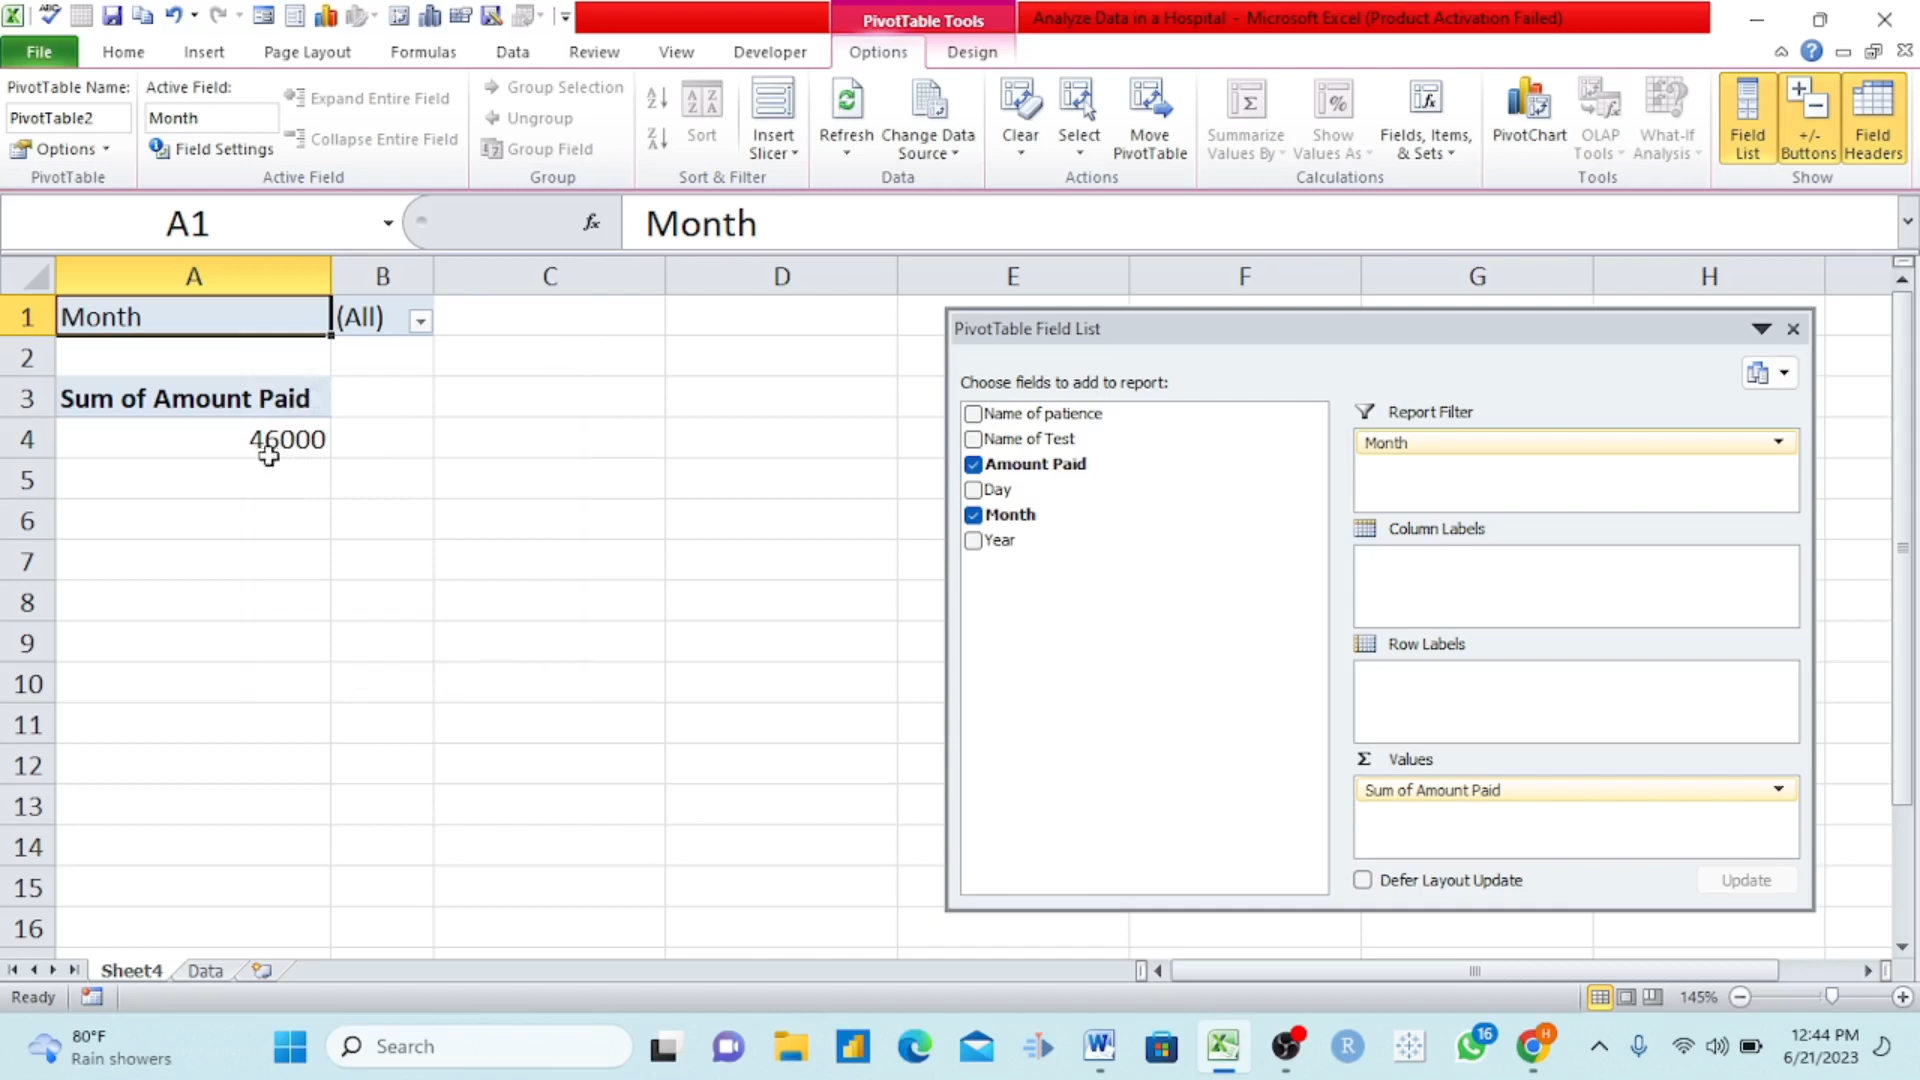 PivotTable Tools
Analyze Data in a Hospital - Microsoft Excel (Product Activation Failed)
File
Home
Insert
Page Layout
Formulas
Data
Review
View
Developer
Options
Design
PivotTable Name:
PivotTable2
Options
PivotTable
Active Field:
Month
Field Settings
Expand Entire Field
Collapse Entire Field
Active Field
Group Selection
Ungroup
Group Field
Group
Sort
Insert
Slicer
Sort & Filter
Refresh
Change Data
Source
Data
Clear
Select
Move
PivotTable
Actions
Summarize
Values By
Show
Values As
Fields, Items,
& Sets
Calculations
PivotChart
OLAP
Tools
What-If
Analysis
Tools
Field
List
+/-
Buttons
Field
Headers
Show
A1
fx
Month
A B C D E F G H
1 Month (All)
2
3 Sum of Amount Paid
4 46000
5
6
7
8
9
10
11
12
13
14
15
16
PivotTable Field List
Choose fields to add to report:
Name of patience
Name of Test
Amount Paid
Day
Month
Year
Report Filter
Month
Column Labels
Row Labels
Σ Values
Sum of Amount Paid
Defer Layout Update
Update
Sheet4
Data
Ready
145%
80°F
Rain showers
Search
16
H
R
12:44 PM
6/21/2023